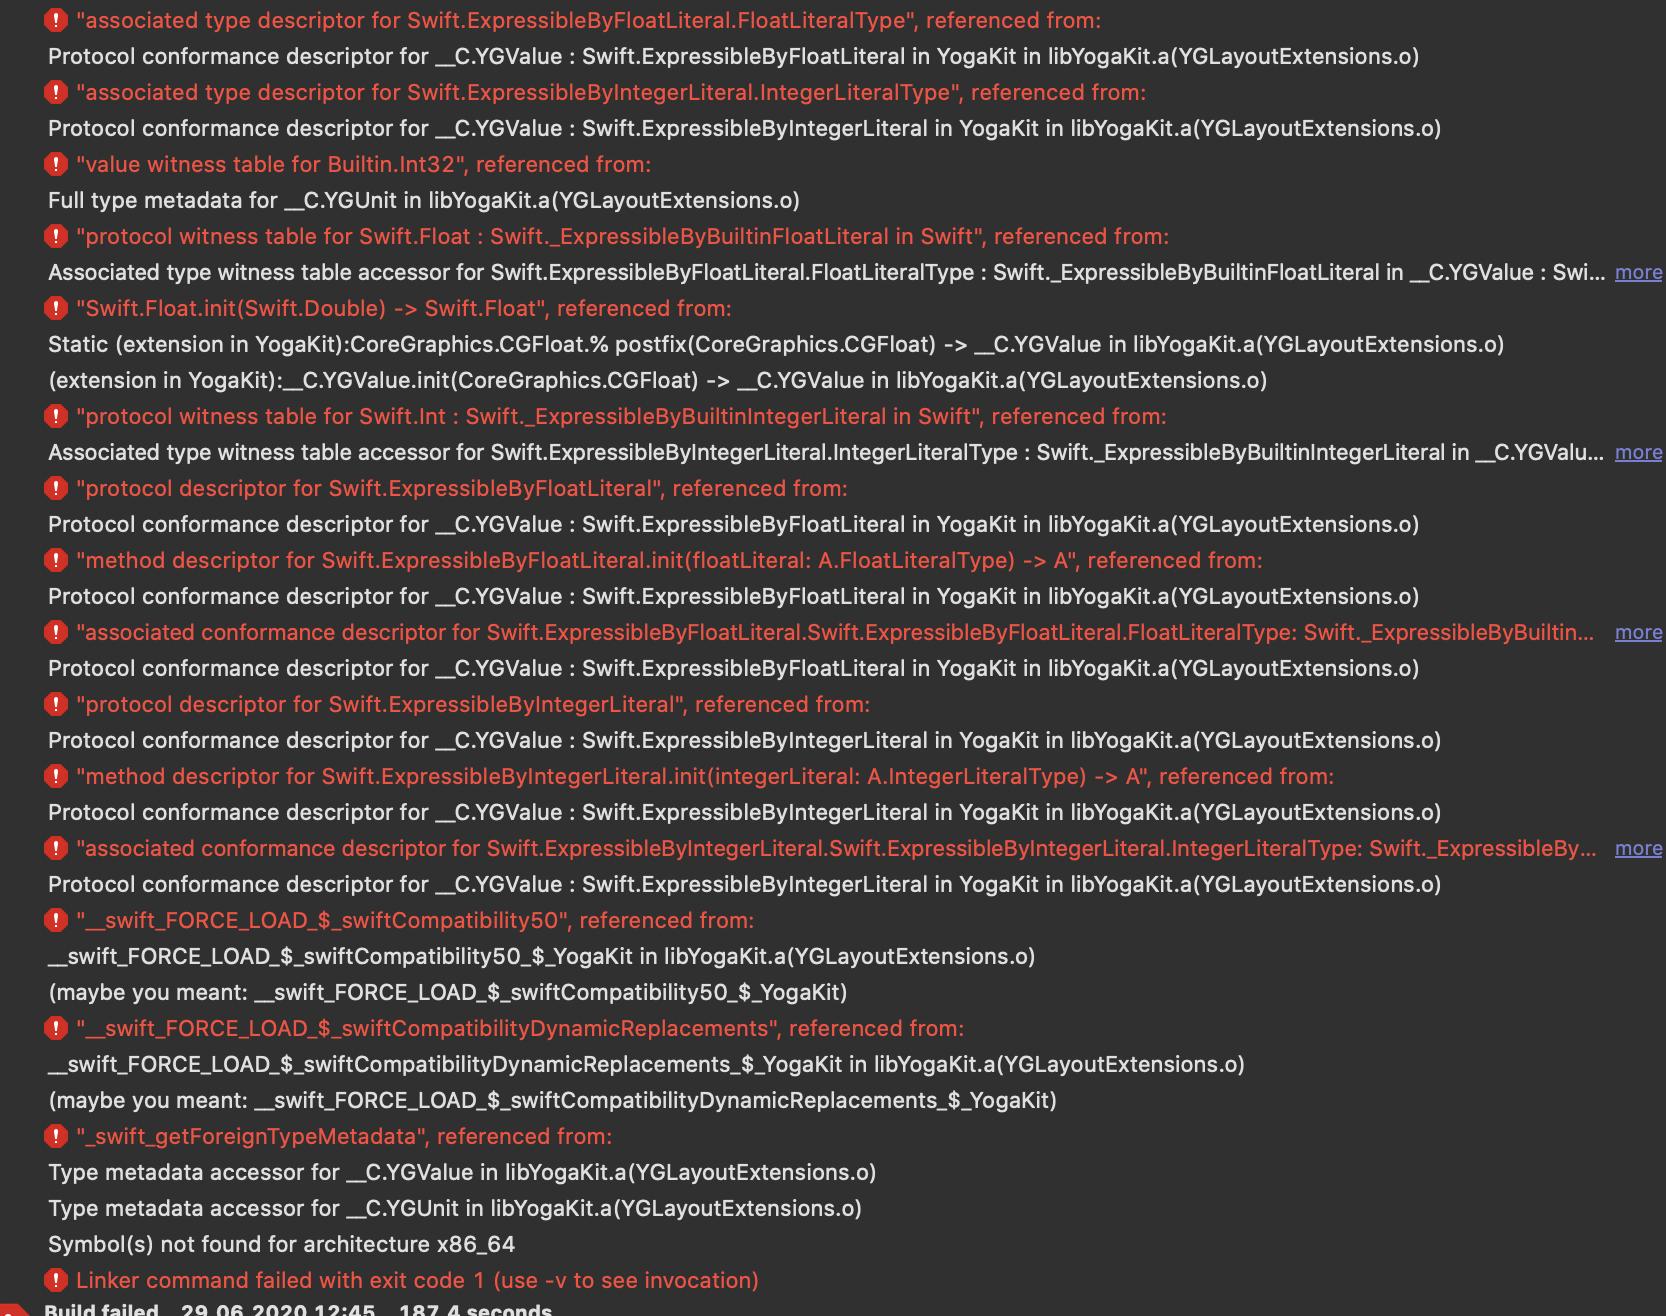 "associated type descriptor for Swift.ExpressibleByFloatLiteral.FloatLiteralType", referenced from:
Protocol conformance descriptor for __C.YGValue : Swift.ExpressibleByFloatLiteral in YogaKit in libYogaKit.a(YGLayoutExtensions.o)
"associated type descriptor for Swift.ExpressibleByIntegerLiteral.IntegerLiteralType", referenced from:
Protocol conformance descriptor for __C.YGValue : Swift.ExpressibleByIntegerLiteral in YogaKit in libYogaKit.a(YGLayoutExtensions.o)
"value witness table for Builtin.Int32", referenced from:
Full type metadata for __C.YGUnit in libYogaKit.a(YGLayoutExtensions.o)
"protocol witness table for Swift.Float : Swift._ExpressibleByBuiltinFloatLiteral in Swift", referenced from:
Associated type witness table accessor for Swift.ExpressibleByFloatLiteral.FloatLiteralType : Swift._ExpressibleByBuiltinFloatLiteral in __C.YGValue : Swi... more
"Swift.Float.init(Swift.Double) -> Swift.Float", referenced from:
Static (extension in YogaKit):CoreGraphics.CGFloat.% postfix(CoreGraphics.CGFloat) -> __C.YGValue in libYogaKit.a(YGLayoutExtensions.o)
(extension in YogaKit):__C.YGValue.init(CoreGraphics.CGFloat) -> __C.YGValue in libYogaKit.a(YGLayoutExtensions.o)
"protocol witness table for Swift.Int : Swift._ExpressibleByBuiltinIntegerLiteral in Swift", referenced from:
Associated type witness table accessor for Swift.ExpressibleByIntegerLiteral.IntegerLiteralType : Swift._ExpressibleByBuiltinIntegerLiteral in __C.YGValu... more
"protocol descriptor for Swift.ExpressibleByFloatLiteral", referenced from:
Protocol conformance descriptor for __C.YGValue : Swift.ExpressibleByFloatLiteral in YogaKit in libYogaKit.a(YGLayoutExtensions.o)
"method descriptor for Swift.ExpressibleByFloatLiteral.init(floatLiteral: A.FloatLiteralType) -> A", referenced from:
Protocol conformance descriptor for __C.YGValue : Swift.ExpressibleByFloatLiteral in YogaKit in libYogaKit.a(YGLayoutExtensions.o)
"associated conformance descriptor for Swift.ExpressibleByFloatLiteral.Swift.ExpressibleByFloatLiteral.FloatLiteralType: Swift._ExpressibleByBuiltin... more
Protocol conformance descriptor for __C.YGValue : Swift.ExpressibleByFloatLiteral in YogaKit in libYogaKit.a(YGLayoutExtensions.o)
"protocol descriptor for Swift.ExpressibleByIntegerLiteral", referenced from:
Protocol conformance descriptor for __C.YGValue : Swift.ExpressibleByIntegerLiteral in YogaKit in libYogaKit.a(YGLayoutExtensions.o)
"method descriptor for Swift.ExpressibleByIntegerLiteral.init(integerLiteral: A.IntegerLiteralType) -> A", referenced from:
Protocol conformance descriptor for __C.YGValue : Swift.ExpressibleByIntegerLiteral in YogaKit in libYogaKit.a(YGLayoutExtensions.o)
"associated conformance descriptor for Swift.ExpressibleByIntegerLiteral.Swift.ExpressibleByIntegerLiteral.IntegerLiteralType: Swift._ExpressibleBy... more
Protocol conformance descriptor for __C.YGValue : Swift.ExpressibleByIntegerLiteral in YogaKit in libYogaKit.a(YGLayoutExtensions.o)
"__swift_FORCE_LOAD_$_swiftCompatibility50", referenced from:
__swift_FORCE_LOAD_$_swiftCompatibility50_$_YogaKit in libYogaKit.a(YGLayoutExtensions.o)
(maybe you meant: __swift_FORCE_LOAD_$_swiftCompatibility50_$_YogaKit)
"__swift_FORCE_LOAD_$_swiftCompatibilityDynamicReplacements", referenced from:
__swift_FORCE_LOAD_$_swiftCompatibilityDynamicReplacements_$_YogaKit in libYogaKit.a(YGLayoutExtensions.o)
(maybe you meant: __swift_FORCE_LOAD_$_swiftCompatibilityDynamicReplacements_$_YogaKit)
"_swift_getForeignTypeMetadata", referenced from:
Type metadata accessor for __C.YGValue in libYogaKit.a(YGLayoutExtensions.o)
Type metadata accessor for __C.YGUnit in libYogaKit.a(YGLayoutExtensions.o)
Symbol(s) not found for architecture x86_64
Linker command failed with exit code 1 (use -v to see invocation)
Build failed 29.06.2020 12:45 187.4 seconds